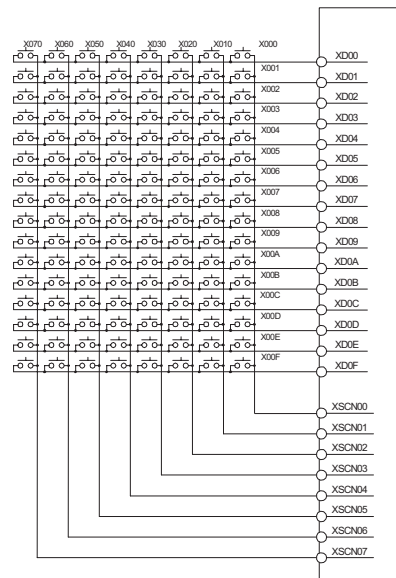 X070 X060 X050 X040 X030 X020 X010 X000
XD00
X001
XD01
X002
XD02
X003
XD03
X004
XD04
X005
XD05
X006
XD06
X007
XD07
X008
XD08
X009
XD09
X00A
XD0A
X00B
XD0B
X00C
XD0C
X00D
XD0D
X00E
XD0E
X00F
XD0F
XSCN00
XSCN01
XSCN02
XSCN03
XSCN04
XSCN05
XSCN06
XSCN07